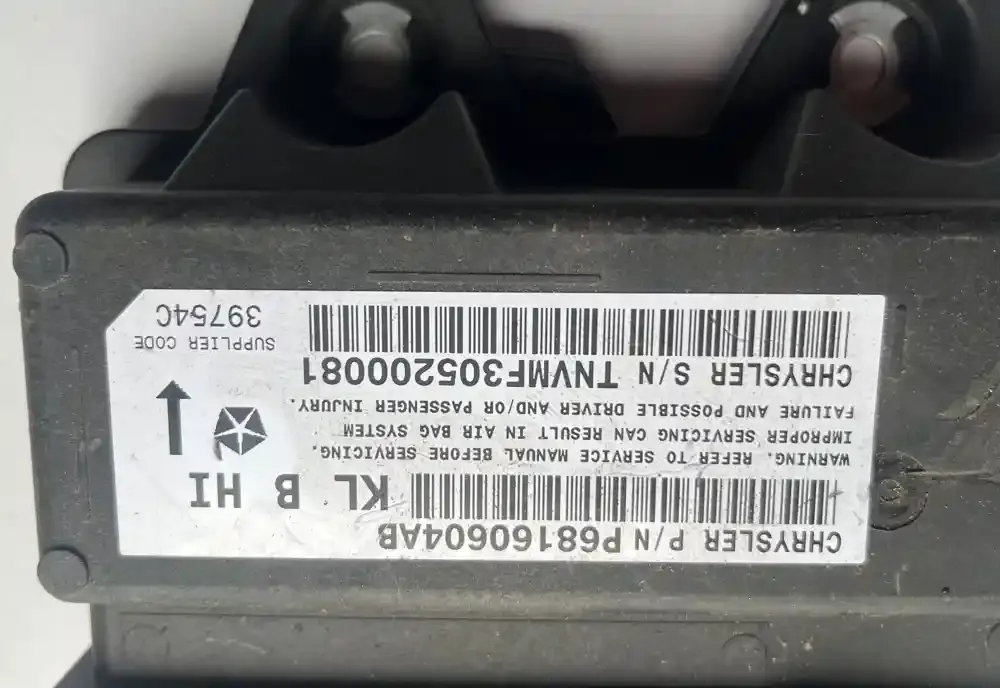 CHRYSLER P/N P68160604AB
KL B HI
WARNING. REFER TO SERVICE MANUAL BEFORE SERVICING.
IMPROPER SERVICING CAN RESULT IN AIR BAG SYSTEM
FAILURE AND POSSIBLE DRIVER AND/OR PASSENGER INJURY.
CHRYSLER S/N TNVMF305200081
SUPPLIER CODE
39754C